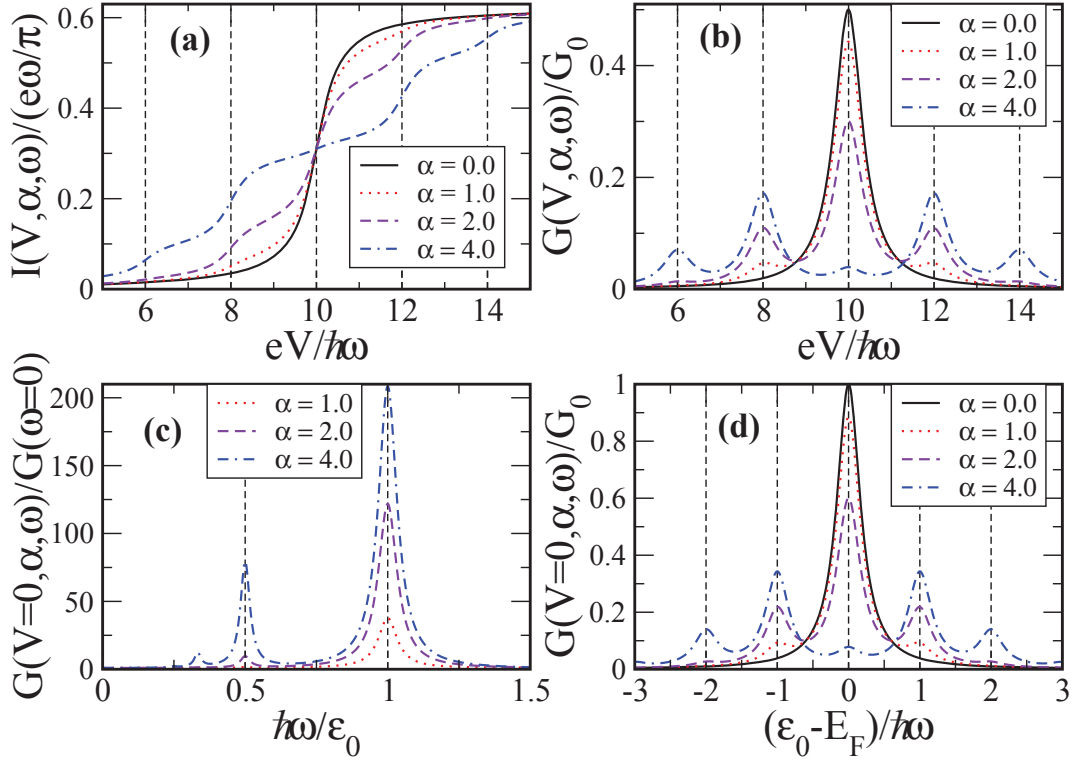 (a)
I(V,α,ω)/(eω/π)
0.6
0.4
0.2
0
α = 0.0
α = 1.0
α = 2.0
α = 4.0
6 8 10 12 14
eV/ℏω
(b)
G(V,α,ω)/G₀
0.4
0.2
0
α = 0.0
α = 1.0
α = 2.0
α = 4.0
6 8 10 12 14
eV/ℏω
(c)
G(V=0,α,ω)/G(ω=0)
200
150
100
50
0
α = 1.0
α = 2.0
α = 4.0
0 0.5 1 1.5
ℏω/ε₀
(d)
G(V=0,α,ω)/G₀
1
0.8
0.6
0.4
0.2
0
α = 0.0
α = 1.0
α = 2.0
α = 4.0
-3 -2 -1 0 1 2 3
(ε₀-E_F)/ℏω